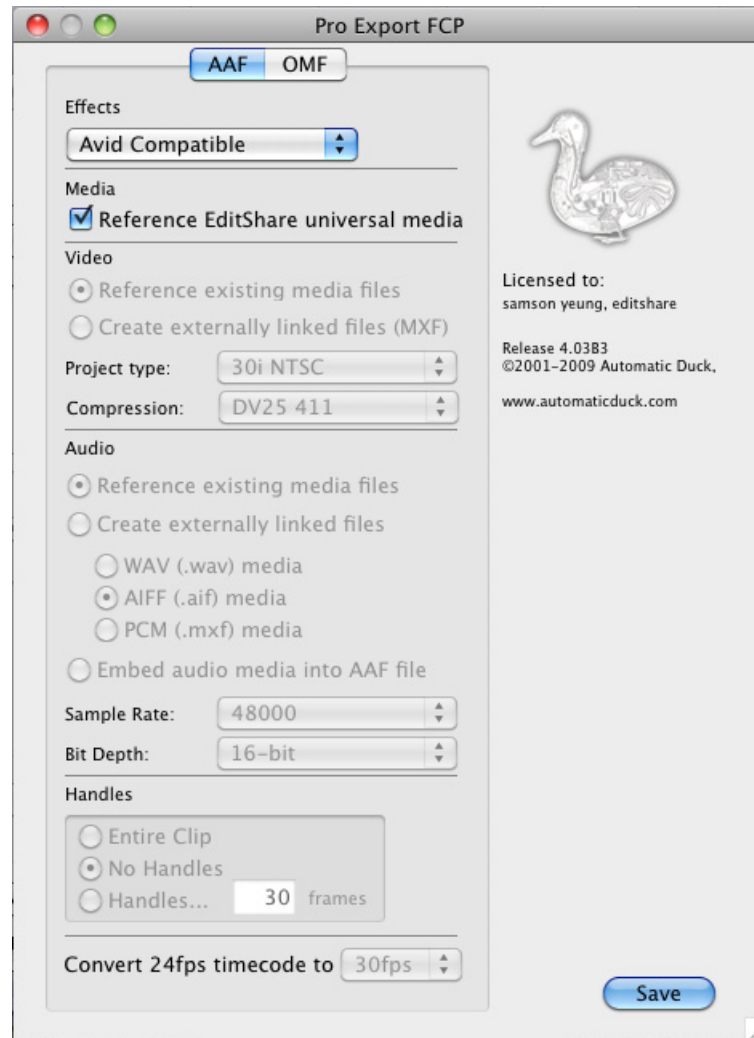 Pro Export FCP
AAF OMF
Effects
Avid Compatible
Media
Reference EditShare universal media
Video
Reference existing media files
Create externally linked files (MXF)
Project type: 30i NTSC
Compression: DV25 411
Audio
Reference existing media files
Create externally linked files
WAV (.wav) media
AIFF (.aif) media
PCM (.mxf) media
Embed audio media into AAF file
Sample Rate: 48000
Bit Depth: 16-bit
Handles
Entire Clip
No Handles
Handles... 30 frames
Convert 24fps timecode to 30fps
Licensed to:
samson yeung, editshare
Release 4.03B3
©2001-2009 Automatic Duck,
www.automaticduck.com
Save